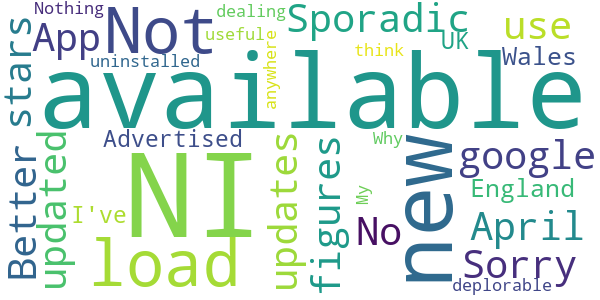 Nothing
dealing
Sporadic
App
Not
useful
UK
use
stars
uninstalled
anywhere
think
Wales
available
Advertised
Better
updated
NI
I've
load
updates
figures
My
Why
No
new
google
England
April
Sorry
deplorable